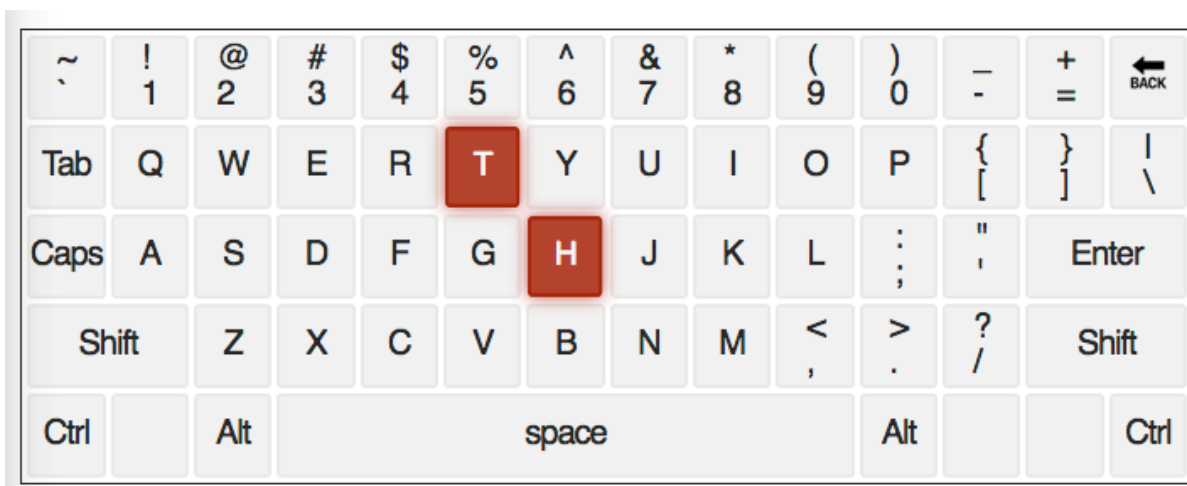 ~ ! @ # $ % ^ & * ( ) _ +
` 1 2 3 4 5 6 7 8 9 0 - = BACK
Tab Q W E R T Y U I O P { } |
[ ] \
Caps A S D F G H J K L : " Enter
; '
Shift Z X C V B N M < > ? Shift
, . /
Ctrl Alt space Alt Ctrl